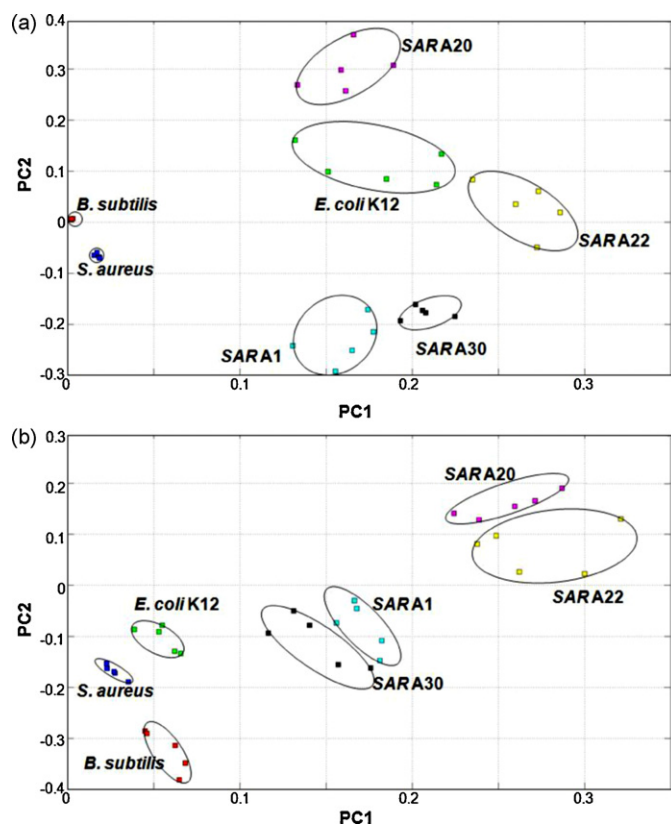 (a)
0.4
0.3
0.2
0.1
0
-0.1
-0.2
-0.3
PC2
SARA20
E. coli K12
B. subtilis
S. aureus
SARA22
SARA1
SARA30
0
0.1
0.2
0.3
PC1
(b)
0.3
0.2
0.1
0
-0.1
-0.2
-0.3
-0.4
PC2
SARA20
SARA22
E. coli K12
SARA1
S. aureus
SARA30
B. subtilis
0
0.1
0.2
0.3
PC1